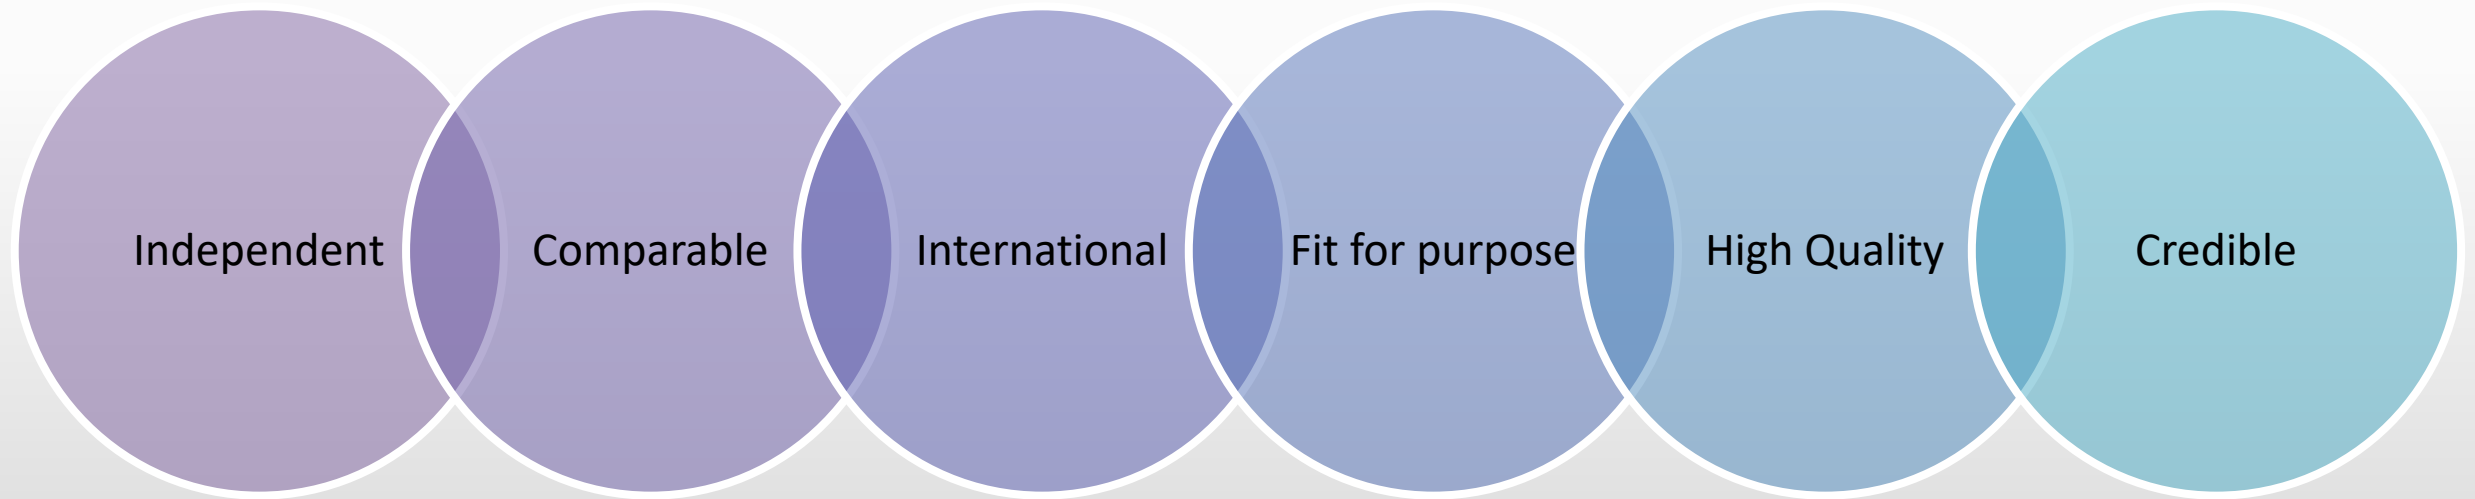 Independent
Comparable
International
Fit for purpose
High Quality
Credible